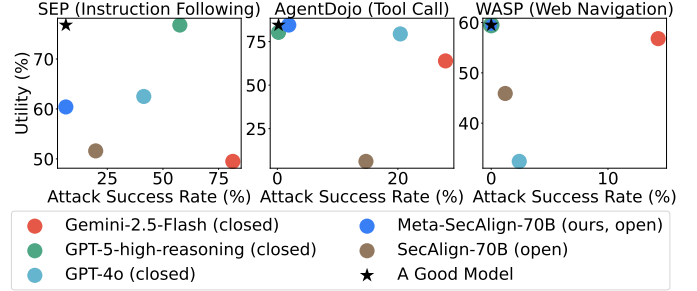 SEP (Instruction Following)
AgentDojo (Tool Call)
WASP (Web Navigation)
Utility (%)
70
60
50
75
50
25
60
40
25
50
75
0
10
20
0
10
Attack Success Rate (%)
Attack Success Rate (%)
Attack Success Rate (%)
Gemini-2.5-Flash (closed)
GPT-5-high-reasoning (closed)
GPT-4o (closed)
Meta-SecAlign-70B (ours, open)
SecAlign-70B (open)
A Good Model